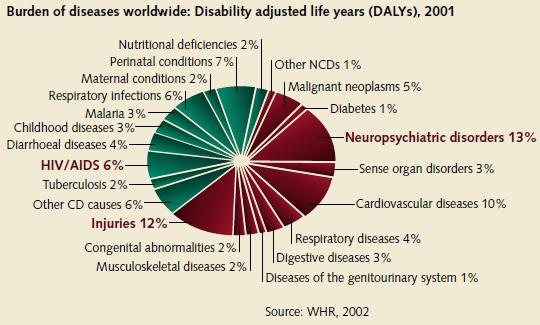 Burden of diseases worldwide: Disability adjusted life years (DALYs), 2001
Nutritional deficiencies 2%
Perinatal conditions 7%
Maternal conditions 2%
Respiratory infections 6%
Malaria 3%
Childhood diseases 3%
Diarrhoeal diseases 4%
HIV/AIDS 6%
Tuberculosis 2%
Other CD causes 6%
Injuries 12%
Congenital abnormalities 2%
Musculoskeletal diseases 2%
Other NCDs 1%
Malignant neoplasms 5%
Diabetes 1%
Neuropsychiatric disorders 13%
Sense organ disorders 3%
Cardiovascular diseases 10%
Respiratory diseases 4%
Digestive diseases 3%
Diseases of the genitourinary system 1%
Source: WHR, 2002